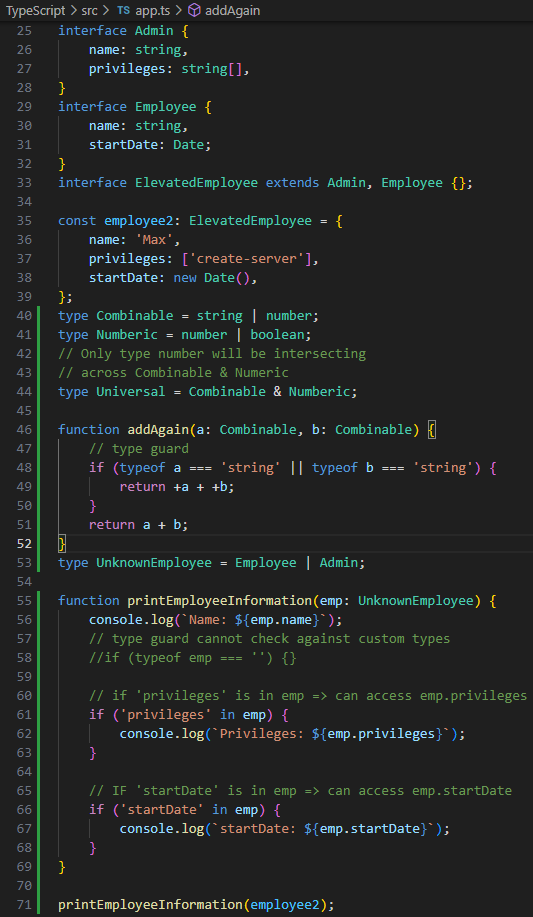 TypeScript > src > TS app.ts > addAgain
25 interface Admin {
26     name: string,
27     privileges: string[],
28 }
29 interface Employee {
30     name: string,
31     startDate: Date;
32 }
33 interface ElevatedEmployee extends Admin, Employee {};
34
35 const employee2: ElevatedEmployee = {
36     name: 'Max',
37     privileges: ['create-server'],
38     startDate: new Date(),
39 };
40 type Combinable = string | number;
41 type Numberic = number | boolean;
42 // Only type number will be intersecting
43 // across Combinable & Numeric
44 type Universal = Combinable & Numberic;
45
46 function addAgain(a: Combinable, b: Combinable) {
47     // type guard
48     if (typeof a === 'string' || typeof b === 'string') {
49         return +a + +b;
50     }
51     return a + b;
52 }
53 type UnknownEmployee = Employee | Admin;
54
55 function printEmployeeInformation(emp: UnknownEmployee) {
56     console.log(`Name: ${emp.name}`);
57     // type guard cannot check against custom types
58     //if (typeof emp === '') {}
59
60     // if 'privileges' is in emp => can access emp.privileges
61     if ('privileges' in emp) {
62         console.log(`Privileges: ${emp.privileges}`);
63     }
64
65     // IF 'startDate' is in emp => can access emp.startDate
66     if ('startDate' in emp) {
67         console.log(`startDate: ${emp.startDate}`);
68     }
69 }
70
71 printEmployeeInformation(employee2);